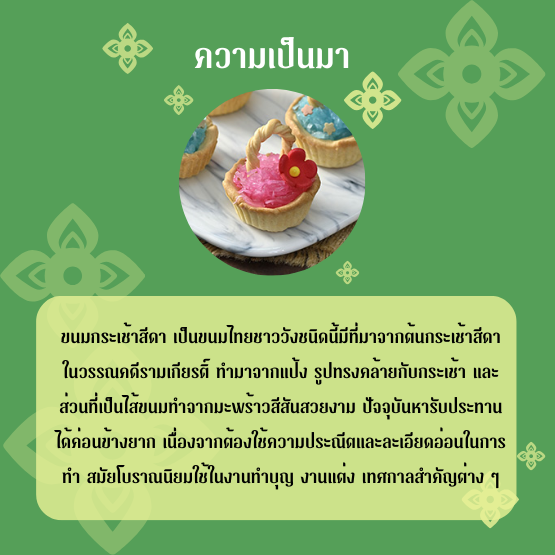 ความเป็นมา
ขนมกระเช้าสีดา เป็นขนมไทยชาววังชนิดนี้มีที่มาจากต้นกระเช้าสีดา
ในวรรณคดีรามเกียรติ์ ทำมาจากแป้ง รูปทรงคล้ายกับกระเช้า และ
ส่วนที่เป็นไส้ขนมทำจากมะพร้าวสีสันสวยงาม ปัจจุบันหารับประทาน
ได้ค่อนข้างยาก เนื่องจากต้องใช้ความประณีตและละเอียดอ่อนในการ
ทำ สมัยโบราณนิยมใช้ในงานทำบุญ งานแต่ง เทศกาลสำคัญต่าง ๆ